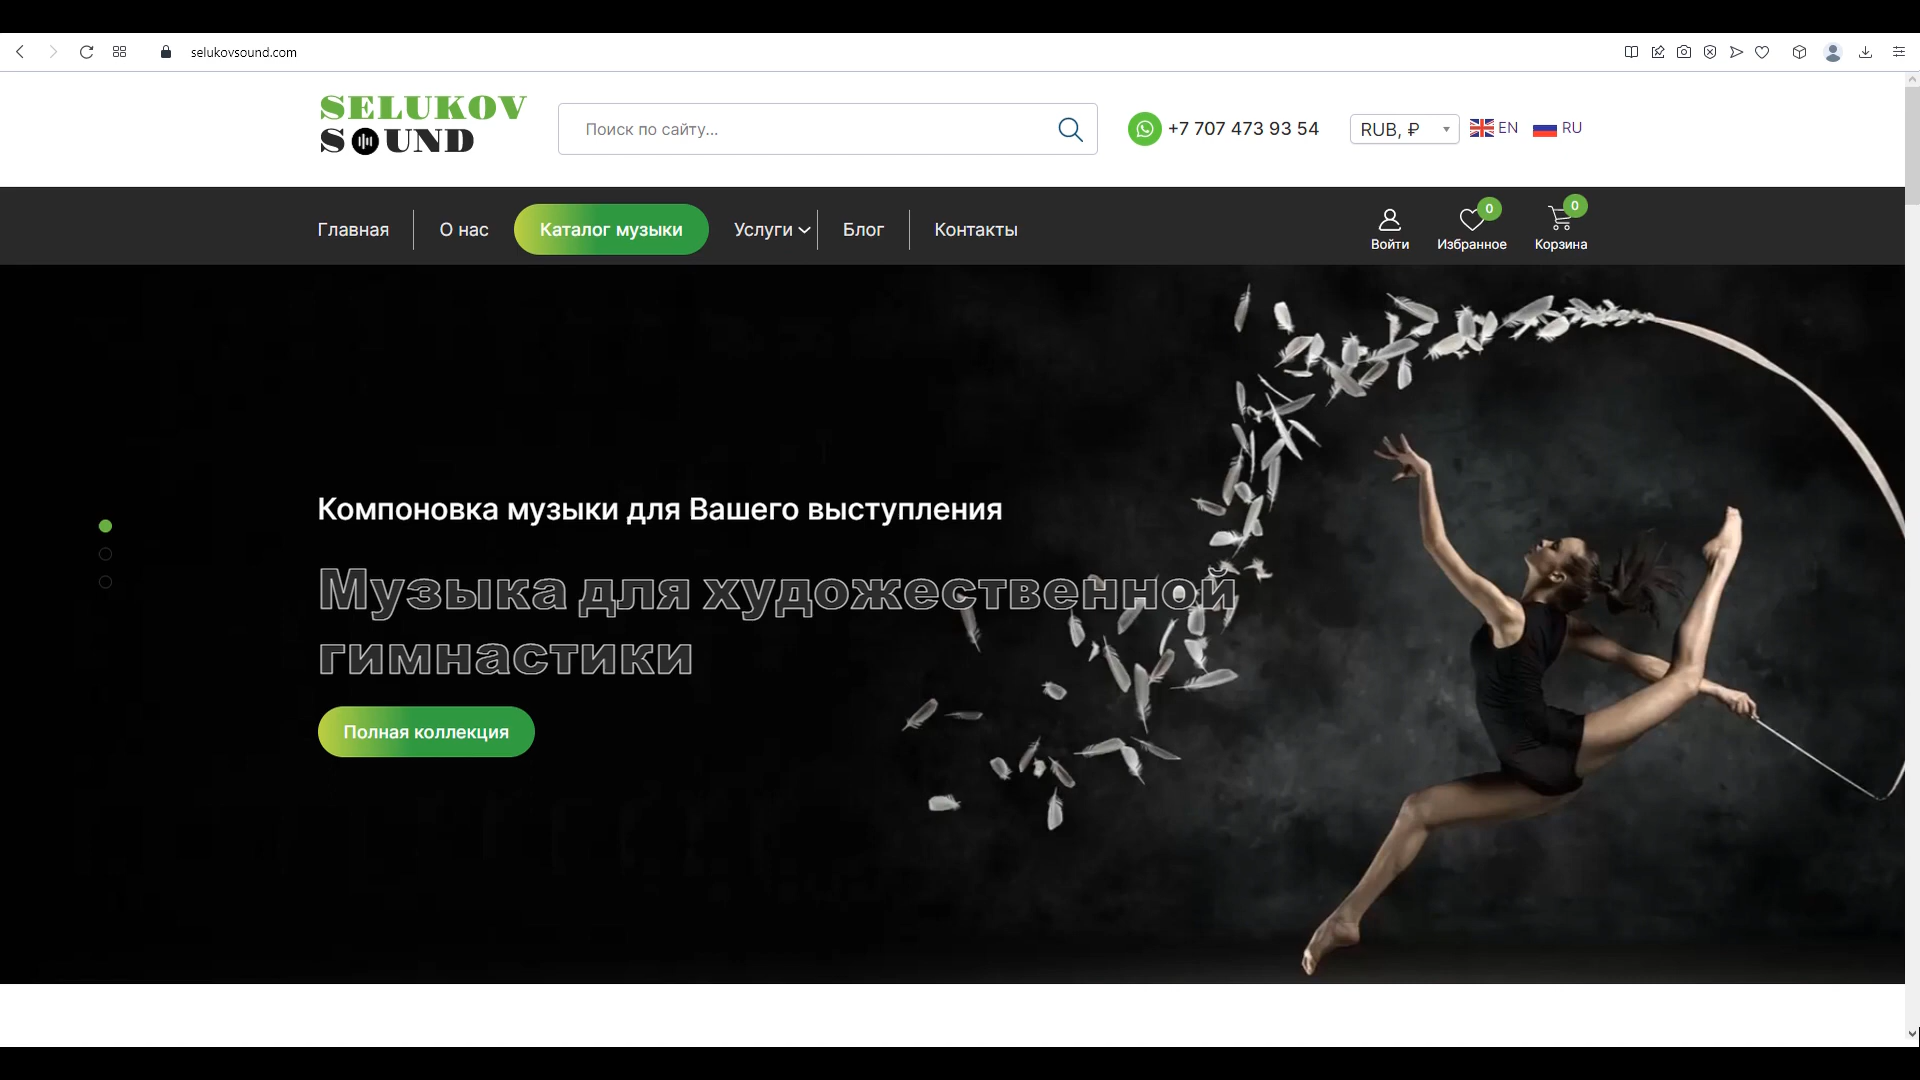 selukovsound.com
SELUKOV
SOUND
Поиск по сайту...
+7 707 473 93 54
RUB, ₽
EN
RU
Главная
О нас
Каталог музыки
Услуги
Блог
Контакты
Войти
0
Избранное
0
Корзина
Компоновка музыки для Вашего выступления
Музыка для художественной
гимнастики
Полная коллекция